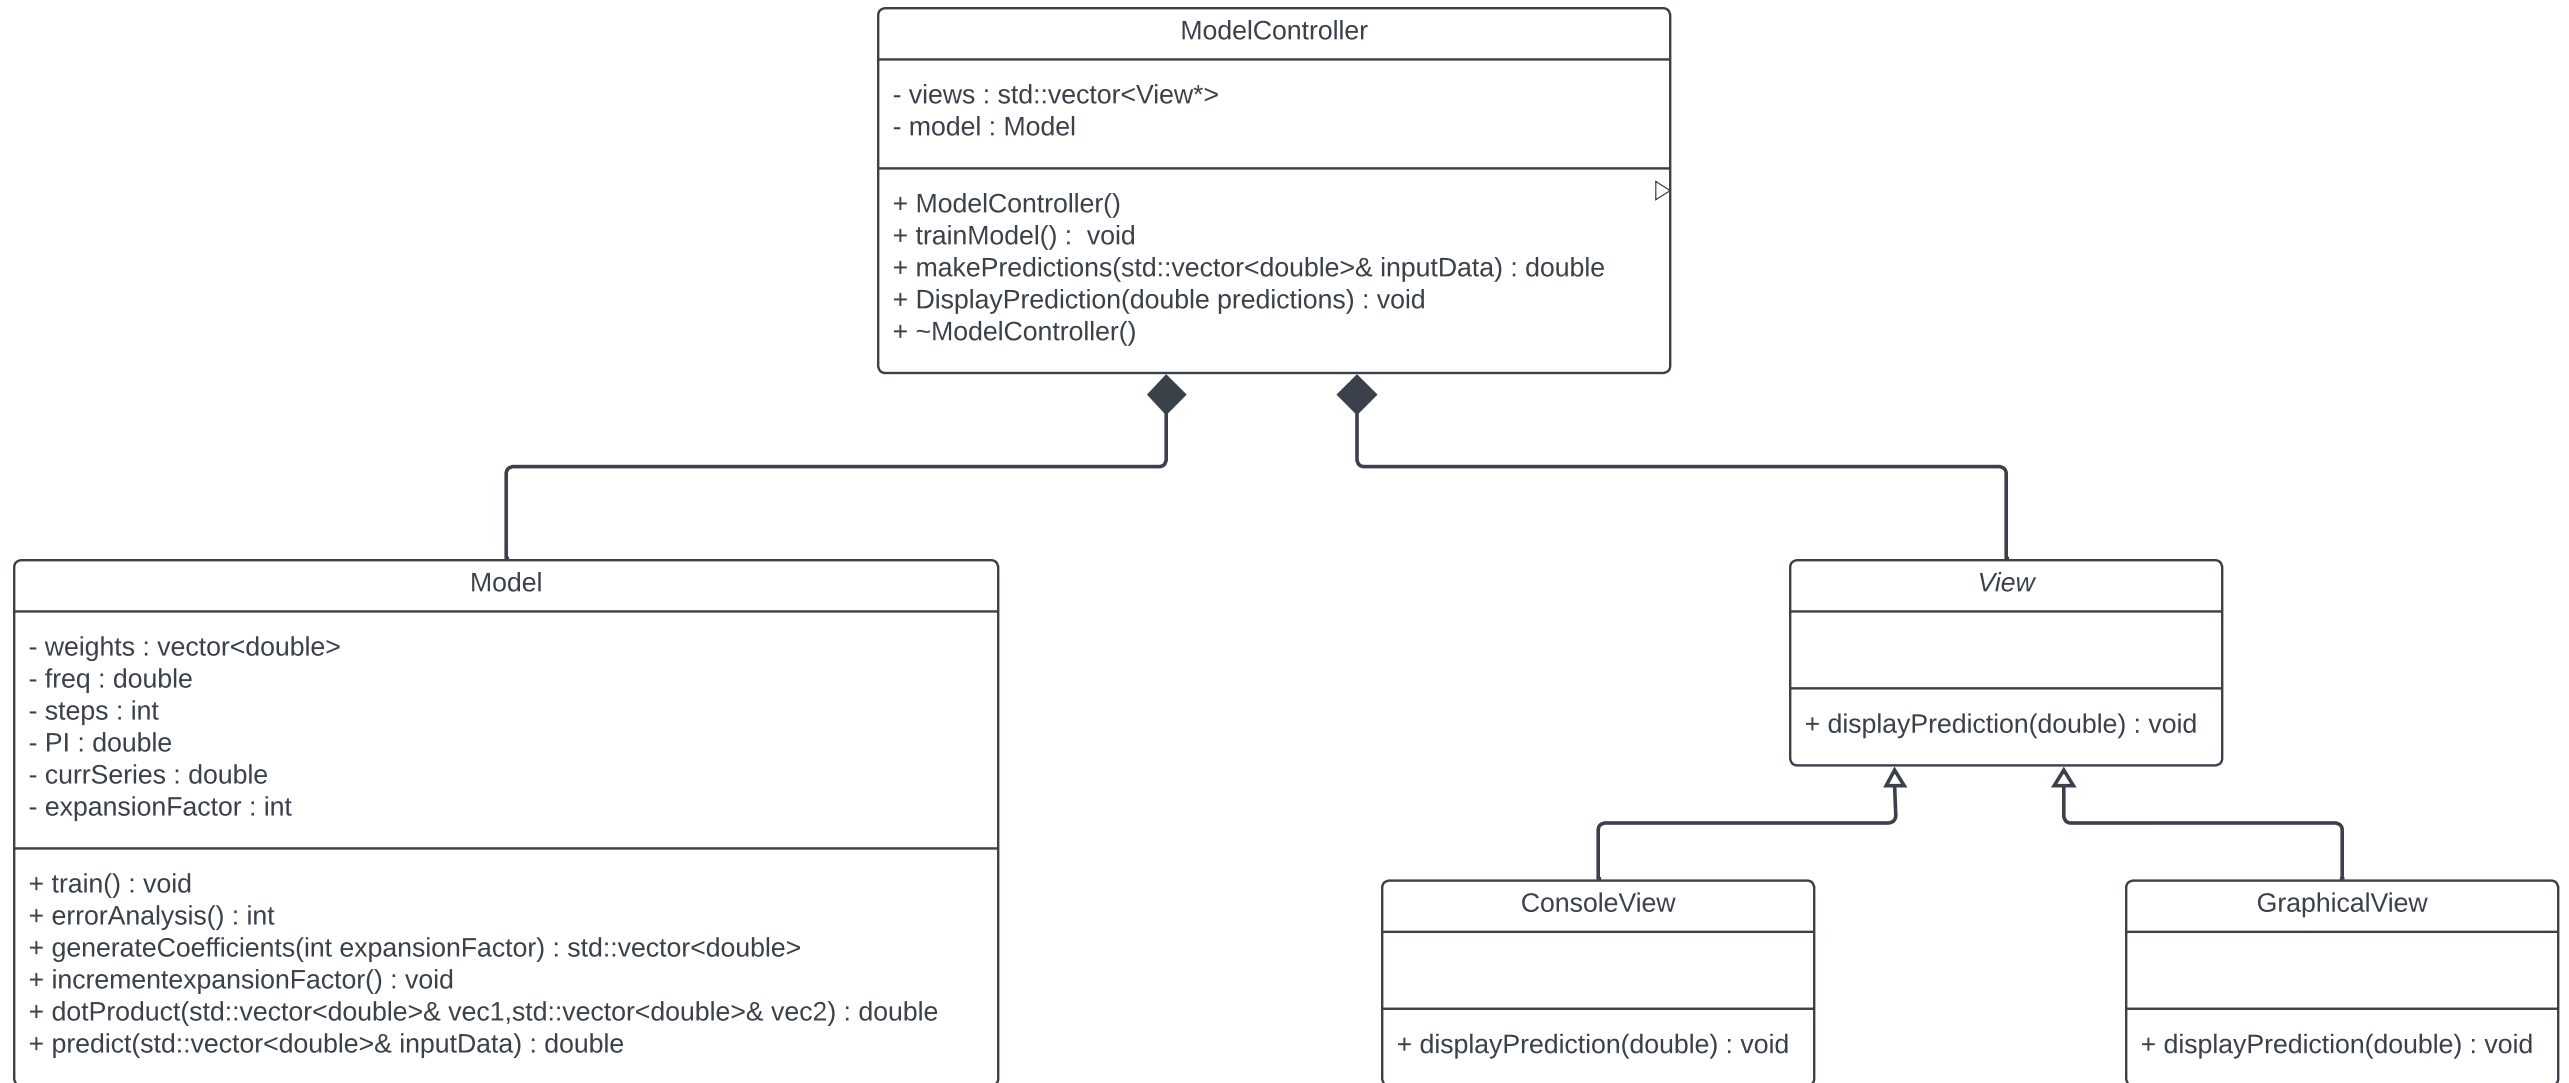 ModelController
- views : std::vector<View*>
- model : Model
+ ModelController()
+ trainModel() :  void
+ makePredictions(std::vector<double>& inputData) : double
+ DisplayPrediction(double predictions) : void
+ ~ModelController()
Model
- weights : vector<double>
- freq : double
- steps : int
- PI : double
- currSeries : double
- expansionFactor : int
+ train() : void
+ errorAnalysis() : int
+ generateCoefficients(int expansionFactor) : std::vector<double>
+ incrementexpansionFactor() : void
+ dotProduct(std::vector<double>& vec1,std::vector<double>& vec2) : double
+ predict(std::vector<double>& inputData) : double
View
+ displayPrediction(double) : void
ConsoleView
+ displayPrediction(double) : void
GraphicalView
+ displayPrediction(double) : void